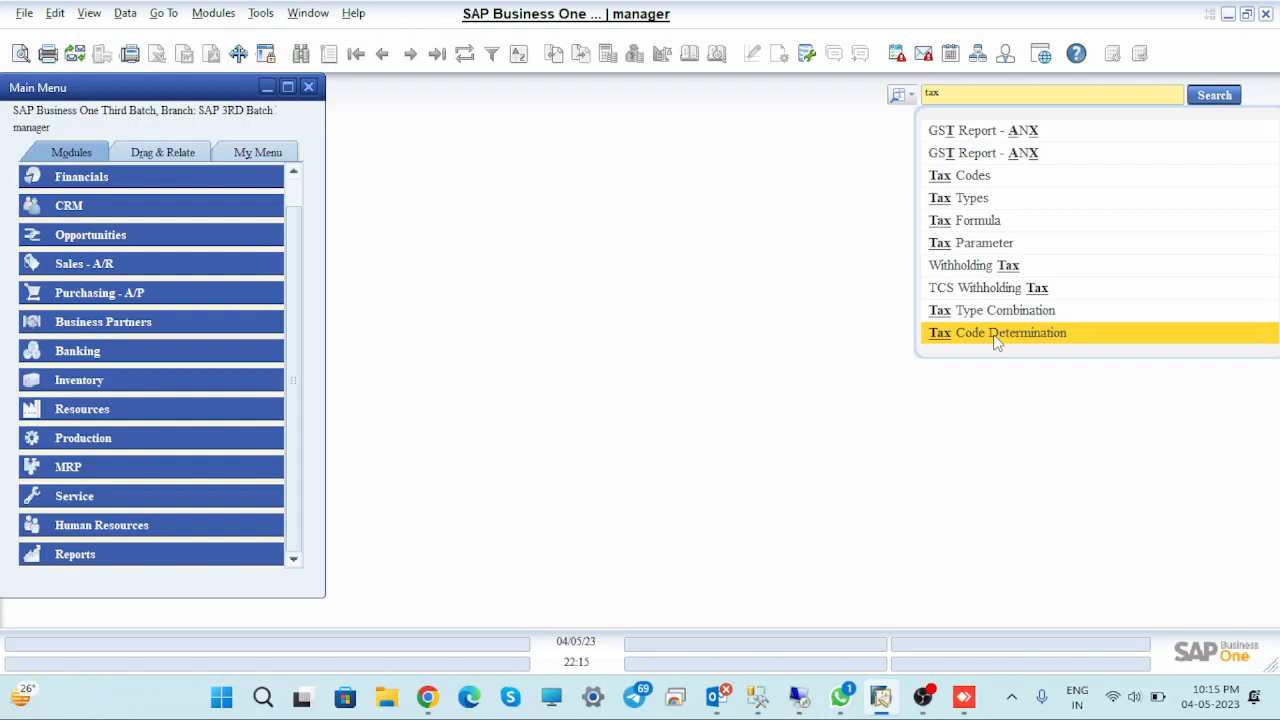 File Edit View Data Go To Modules Tools Window Help
SAP Business One ... | manager
Main Menu
SAP Business One Third Batch, Branch: SAP 3RD Batch
manager
Modules Drag & Relate My Menu
Financials
CRM
Opportunities
Sales - A/R
Purchasing - A/P
Business Partners
Banking
Inventory
Resources
Production
MRP
Service
Human Resources
Reports
tax
Search
GST Report - ANX
GST Report - ANX
Tax Codes
Tax Types
Tax Formula
Tax Parameter
Withholding Tax
TCS Withholding Tax
Tax Type Combination
Tax Code Determination
04/05/23
22:15
SAP Business One
26°
69
1
ENG
IN
10:15 PM
04-05-2023